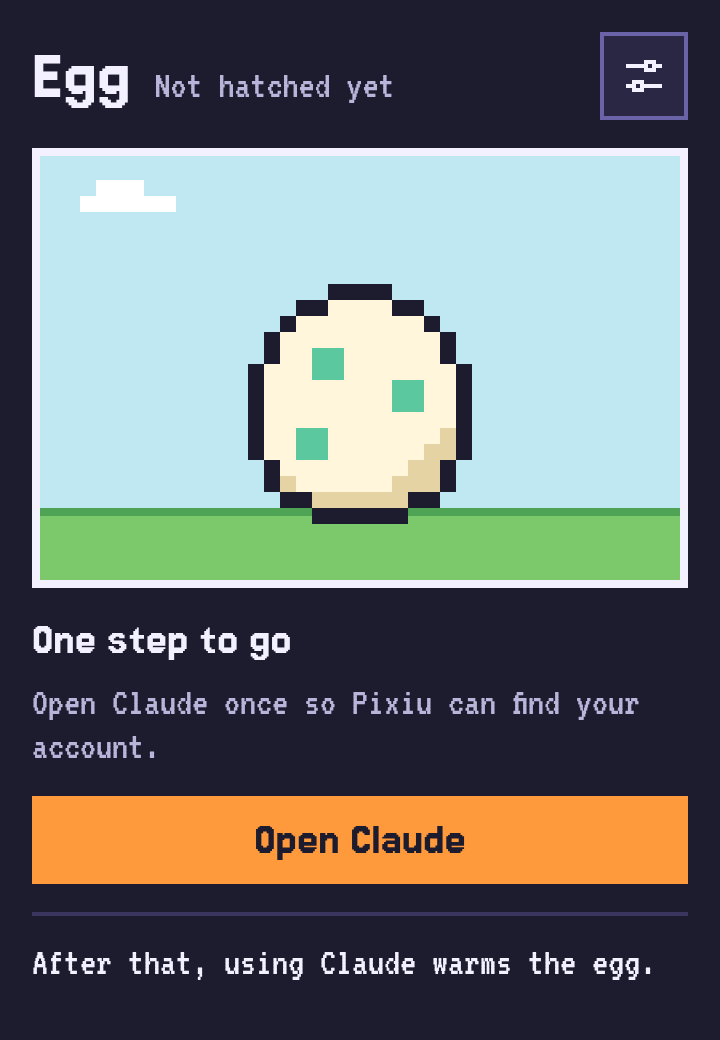 Egg Not hatched yet
One step to go
Open Claude once so Pixiu can find your
account.
Open Claude
After that, using Claude warms the egg.